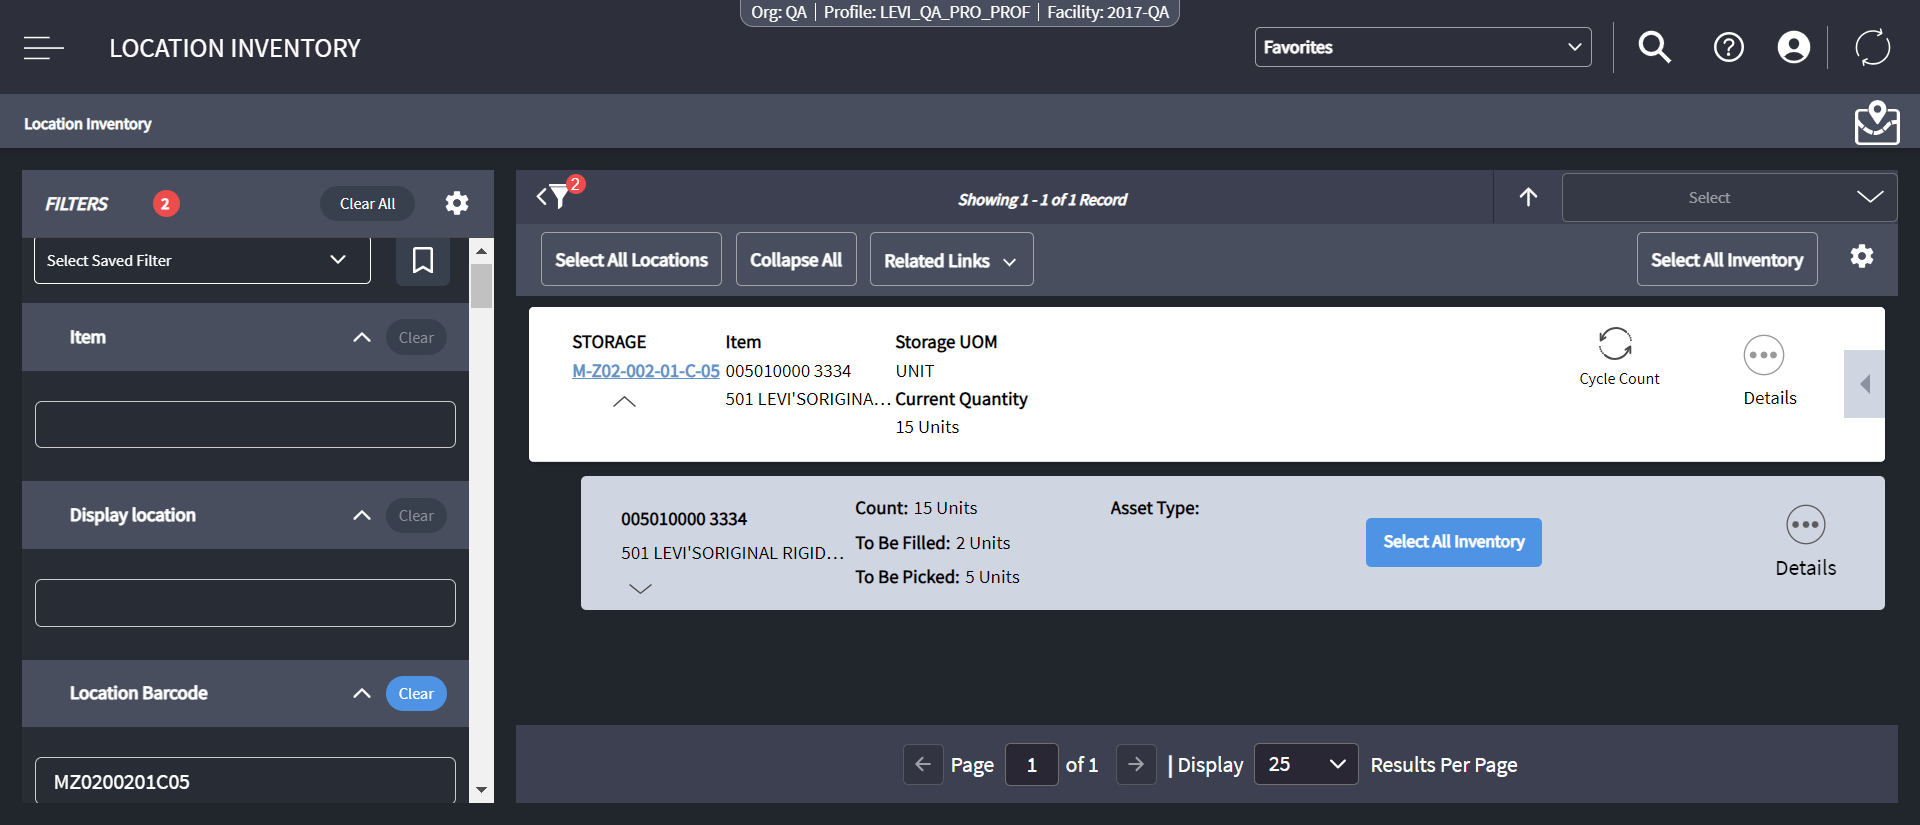 Org: QA | Profile: LEVI_QA_PRO_PROF | Facility: 2017-QA
LOCATION INVENTORY
Favorites
Location Inventory
FILTERS 2 Clear All
Select Saved Filter
Item Clear
Display location Clear
Location Barcode Clear
MZ0200201C05
2
Showing 1 - 1 of 1 Record
Select
Select All Locations Collapse All Related Links Select All Inventory
STORAGE Item Storage UOM
M-Z02-002-01-C-05 005010000 3334 UNIT
501 LEVI'SORIGINA... Current Quantity
15 Units
Cycle Count
Details
005010000 3334
501 LEVI'SORIGINAL RIGID...
Count: 15 Units
To Be Filled: 2 Units
To Be Picked: 5 Units
Asset Type:
Select All Inventory
Details
Page 1 of 1 | Display 25 Results Per Page